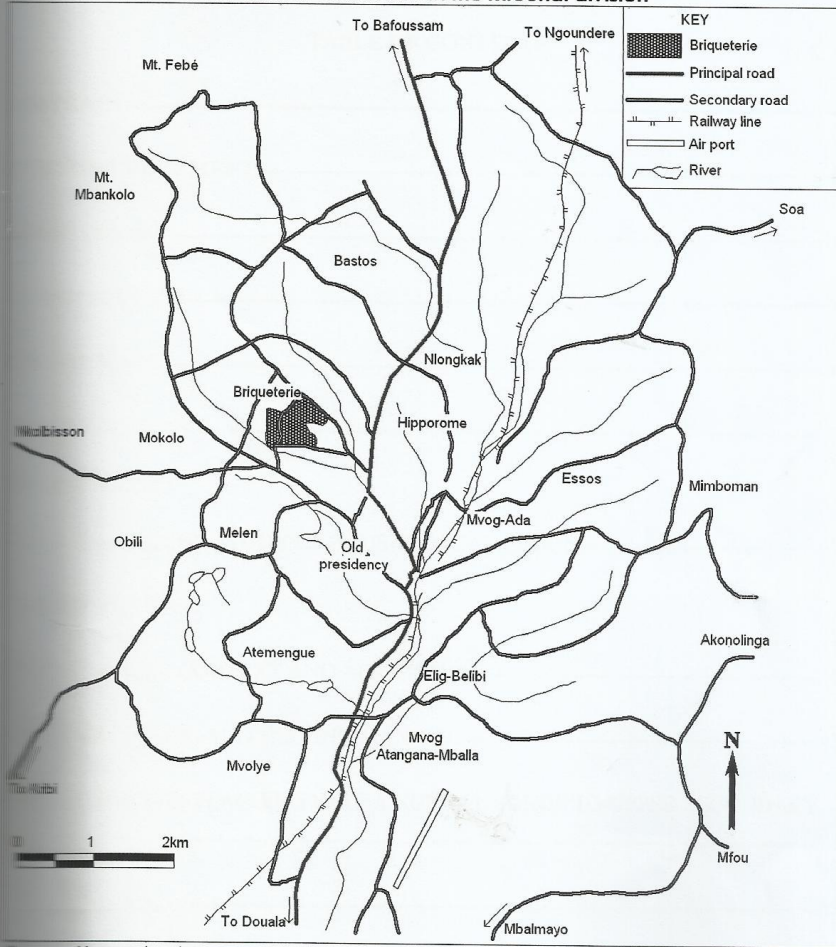 To Bafoussam
To Ngoundere
KEY
Briqueterie
Principal road
Secondary road
Railway line
Air port
River
Mt. Febé
Mt.
Mbankolo
Soa
Bastos
Nlongkak
Briqueterie
Hipporome
Mokolo
Essos
Mimboman
Mvog-Ada
Obili
Melen
Old
presidency
Akonolinga
Atemengue
Elig-Belibi
N
Mvog
Atangana-Mballa
Mvolye
1
2km
Mfou
To Douala
Mbalmayo